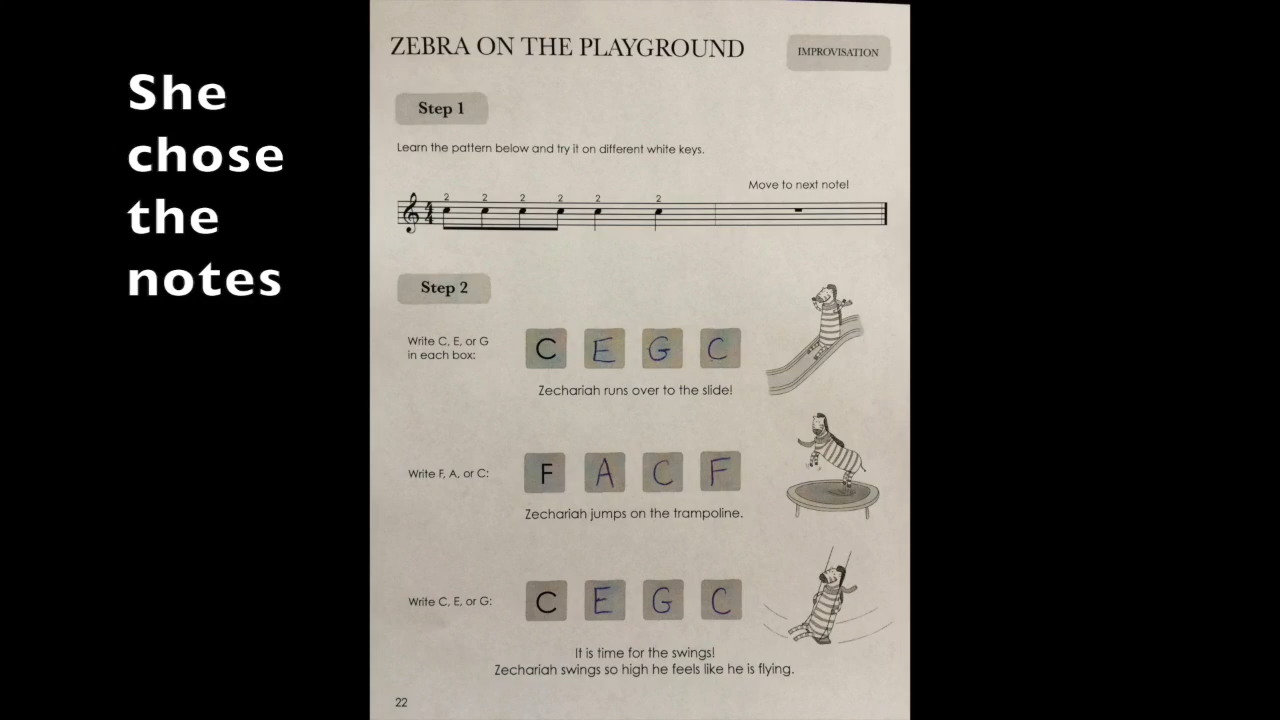 She
chose
the
notes
ZEBRA ON THE PLAYGROUND
IMPROVISATION
Step 1
Learn the pattern below and try it on different white keys.
Move to next note!
2 2 2 2 2 2
4
4
Step 2
Write C, E, or G
in each box:
C E G C
Zechariah runs over to the slide!
Write F, A, or C:
F A C F
Zechariah jumps on the trampoline.
Write C, E, or G:
C E G C
It is time for the swings!
Zechariah swings so high he feels like he is flying.
22